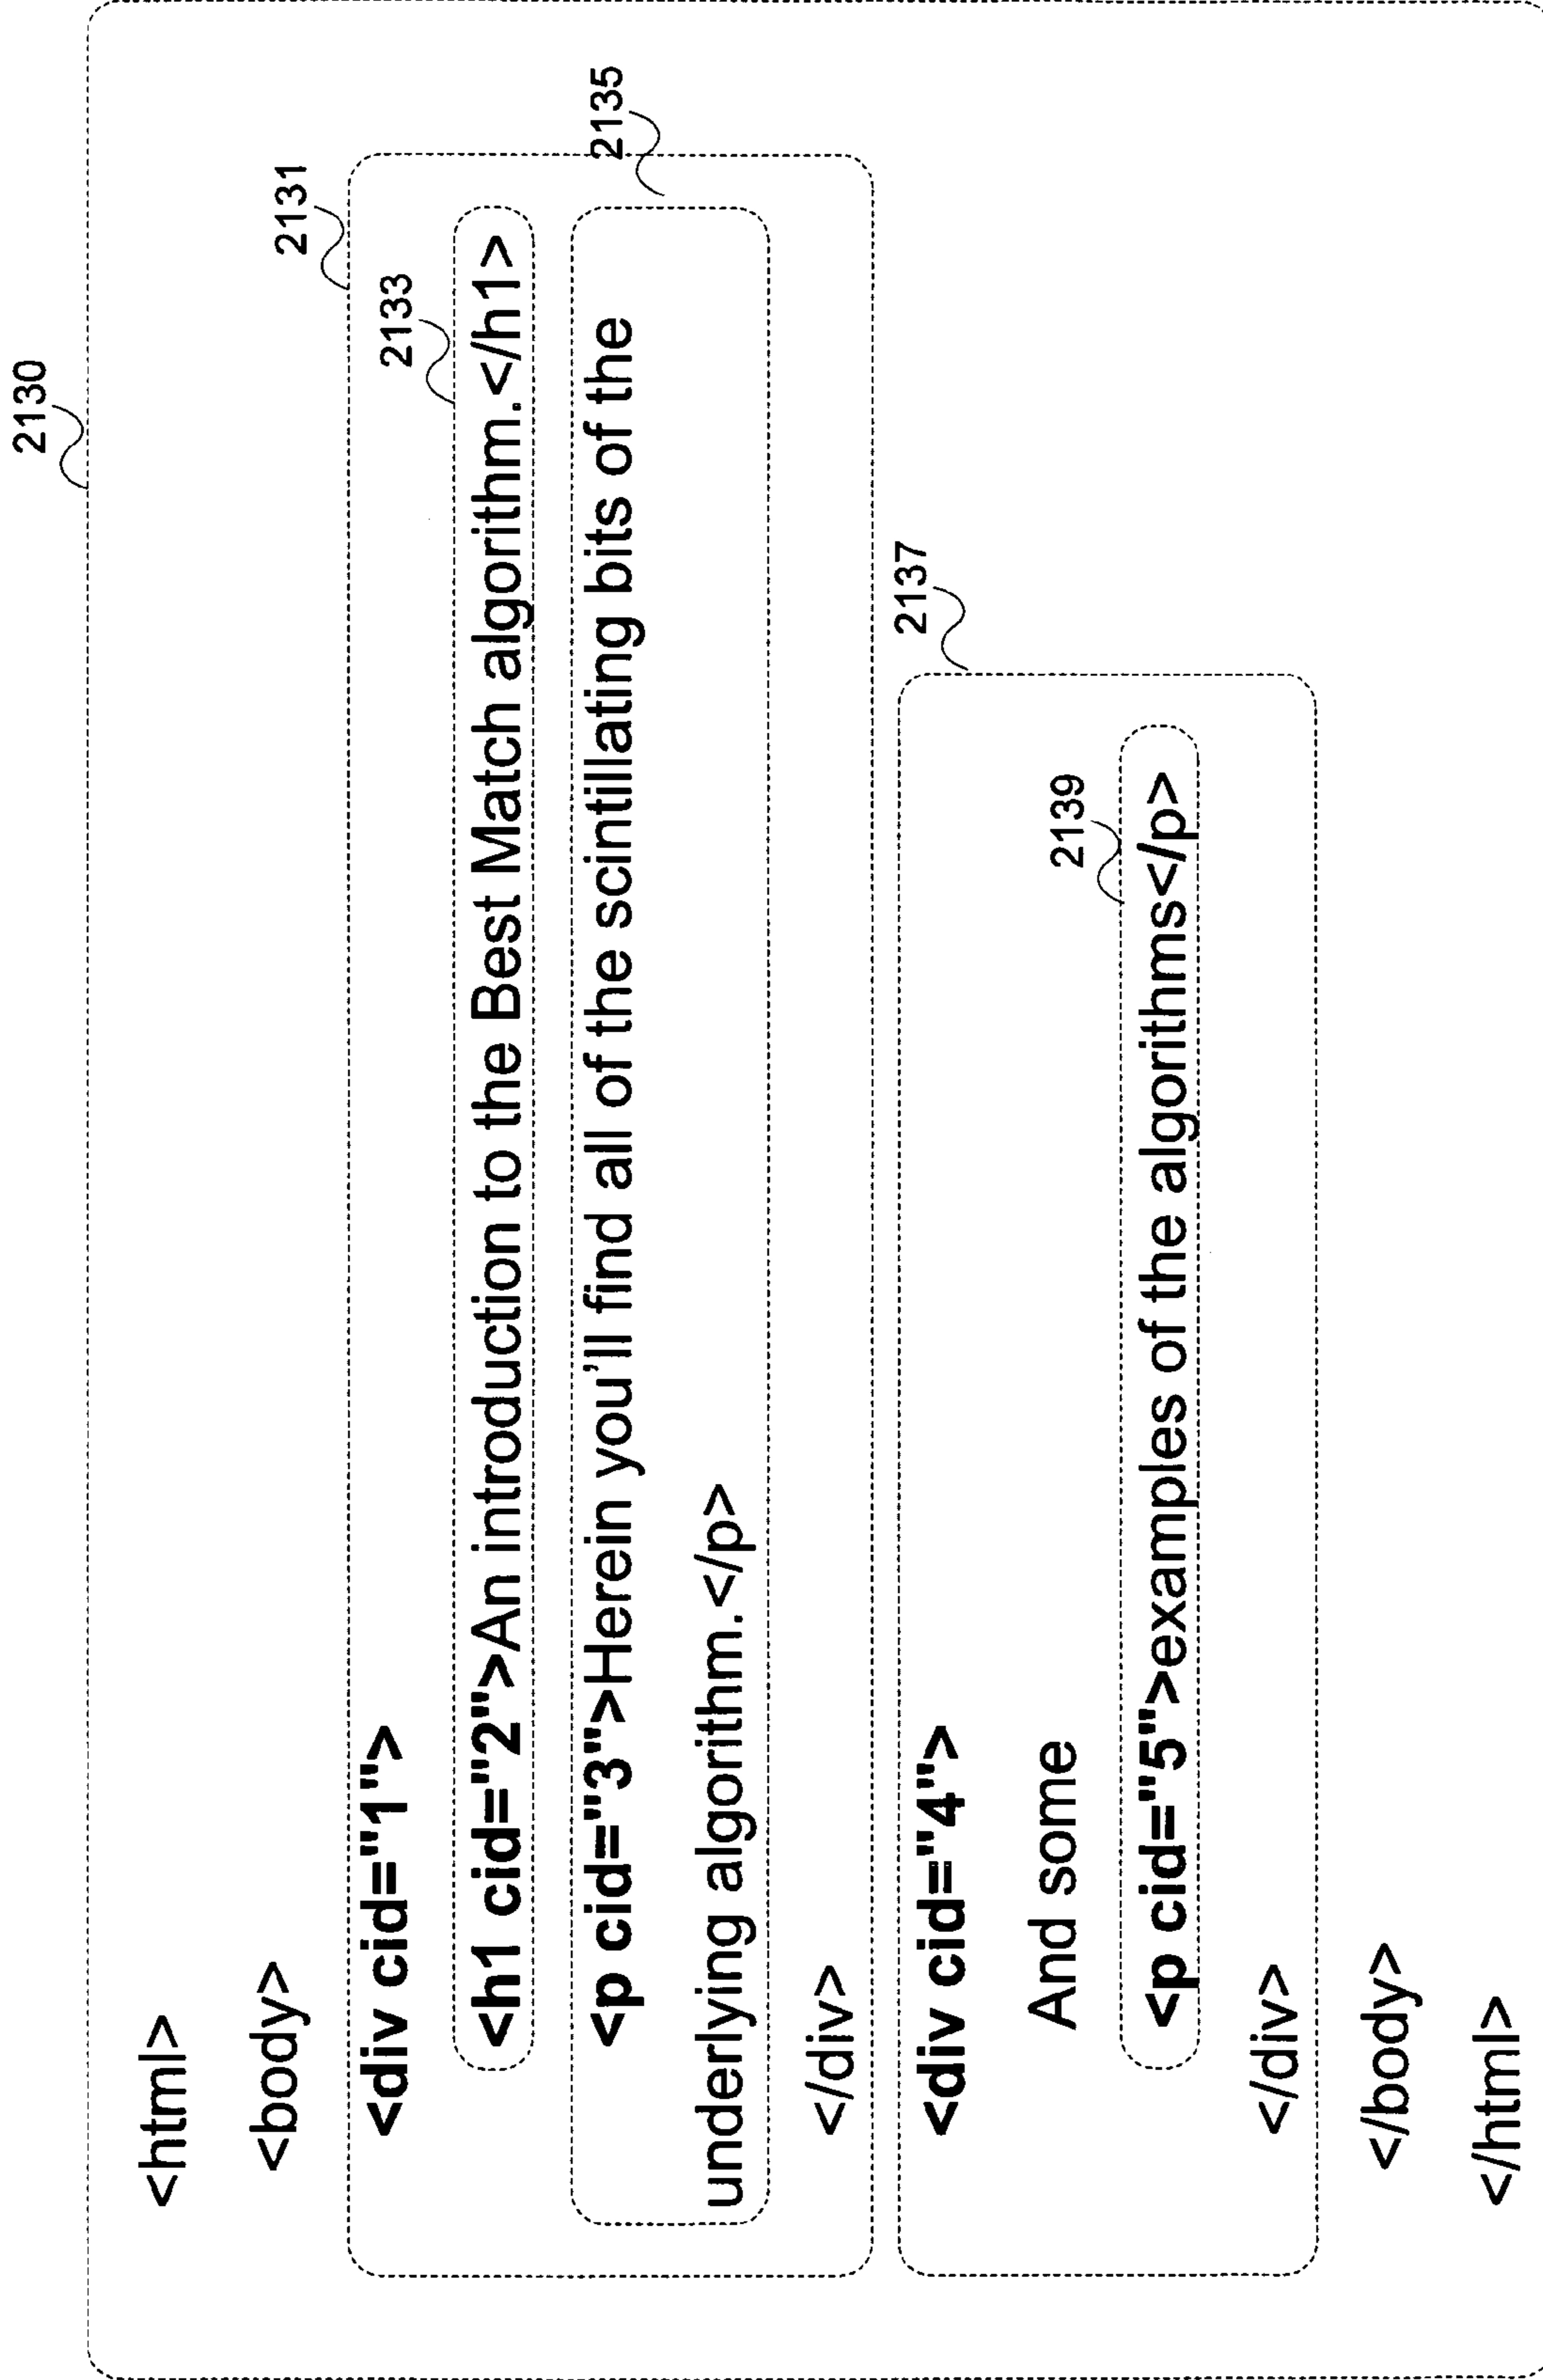 2130
<html>
<body>
2131
<div cid="1">
2133
<h1 cid="2">An introduction to the Best Match algorithm.</h1>
2135
<p cid="3">Herein you'll find all of the scintillating bits of the
underlying algorithm.</p>
</div>
2137
<div cid="4">
And some
2139
<p cid="5">examples of the algorithms</p>
</div>
</body>
</html>